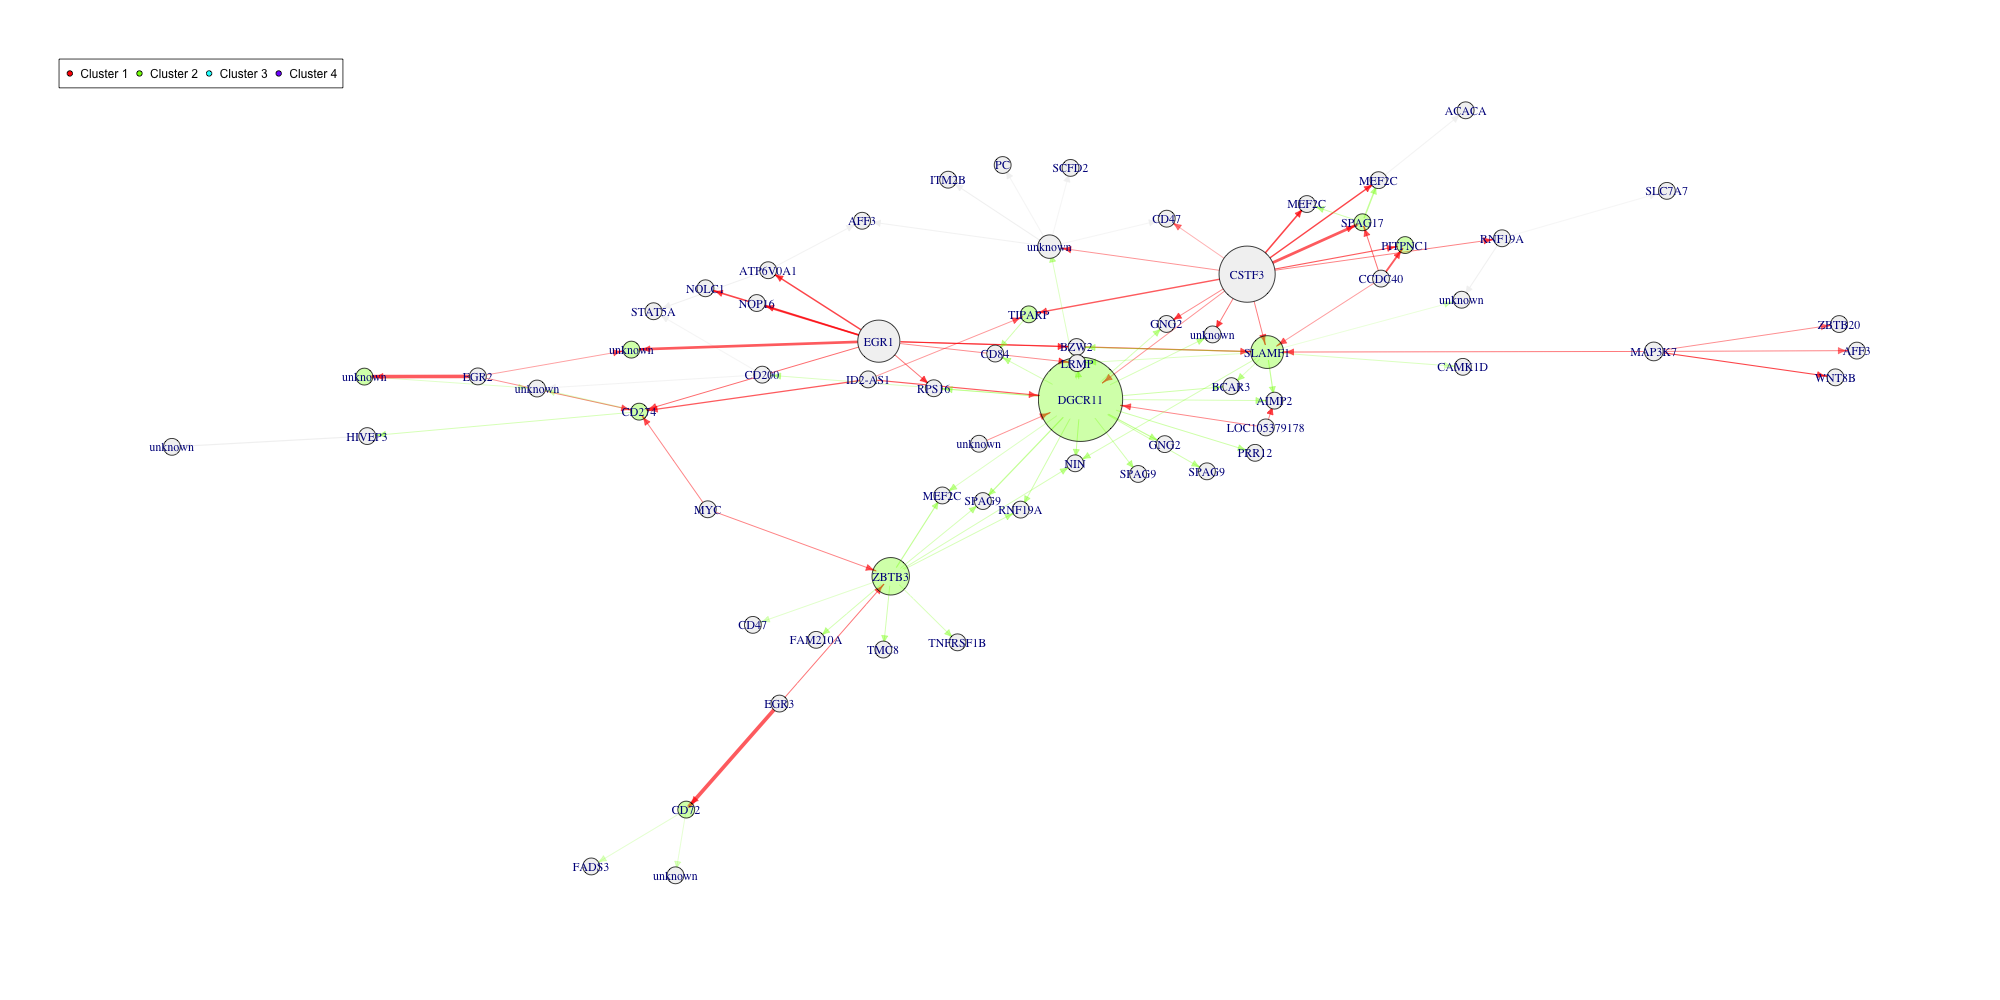 Cluster 1 Cluster 2 Cluster 3 Cluster 4
ACACA
PC
SCFD2
ITM2B
MEF2C
SLC7A7
MEF2C
AFF3
CD47
SPAG17
RNF19A
unknown
PITPNC1
ATP6V0A1
CSTF3
CCDC40
NOLC1
NOP16
unknown
STAT5A
TIPARP
GNG2
ZBTB20
unknown
EGR1
BZW2
unknown
CD84
SLAMF1
MAP3K7
AFF3
LRMP
CAMK1D
unknown
EGR2
CD200
ID2-AS1
WNT8B
unknown
RPS16
BCAR3
DGCR11
AIMP2
CD274
LOC105379178
HIVEP3
unknown
unknown
GNG2
PRR12
NIN
SPAG9
SPAG9
MEF2C
SPAG9
RNF19A
MYC
ZBTB3
CD47
FAM210A
TNFRSF1B
TMC8
EGR3
CD72
FADS3
unknown